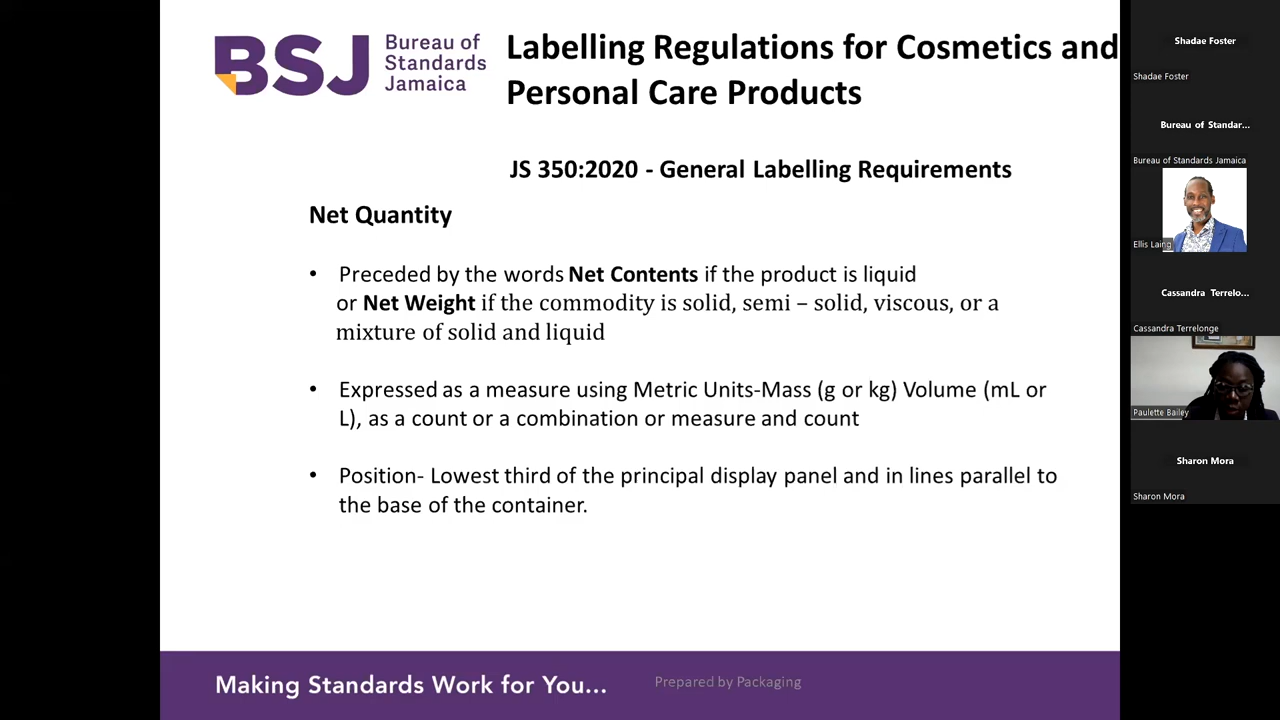 BSJ
Bureau of
Standards
Jamaica
Labelling Regulations for Cosmetics and
Personal Care Products
JS 350:2020 - General Labelling Requirements
Net Quantity
• Preceded by the words Net Contents if the product is liquid
or Net Weight if the commodity is solid, semi – solid, viscous, or a
mixture of solid and liquid
• Expressed as a measure using Metric Units-Mass (g or kg) Volume (mL or
L), as a count or a combination or measure and count
• Position- Lowest third of the principal display panel and in lines parallel to
the base of the container.
Making Standards Work for You...
Prepared by Packaging
Shadae Foster
Shadae Foster
Bureau of Standar...
Bureau of Standards Jamaica
Ellis Laing
Cassandra Terrelo...
Cassandra Terrelonge
Paulette Bailey
Sharon Mora
Sharon Mora